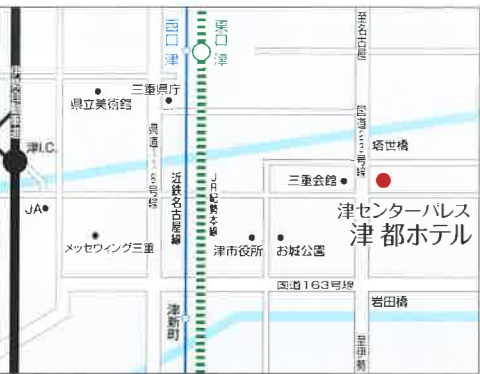 西口 津
東口 津
至名古屋
三重県庁
県立美術館
津I.C.
塔世橋
三重会館
近鉄名古屋線
JR紀勢本線
JA
津センターパレス
津 都ホテル
メッセウィング三重
津市役所
お城公園
国道163号線
岩田橋
津新町
至伊勢